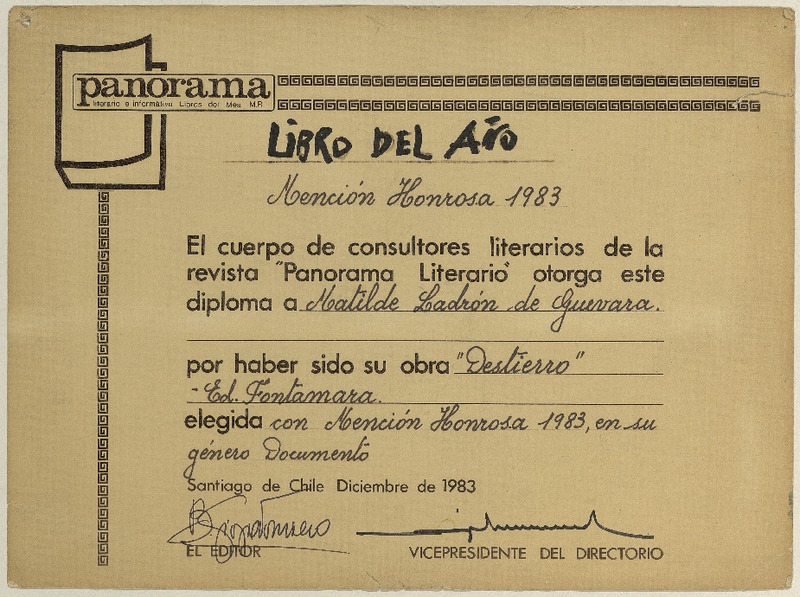 panorama
literario e informativo Libros del Mes M.R.
LIBRO DEL AÑO
Mención Honrosa 1983
El cuerpo de consultores literarios de la
revista "Panorama Literario" otorga este
diploma a Matilde Ladrón de Guevara.
por haber sido su obra "Destierro"
-Ed. Fontamara.
elegida con Mención Honrosa 1983, en su
género Documento
Santiago de Chile Diciembre de 1983
EL EDITOR VICEPRESIDENTE DEL DIRECTORIO